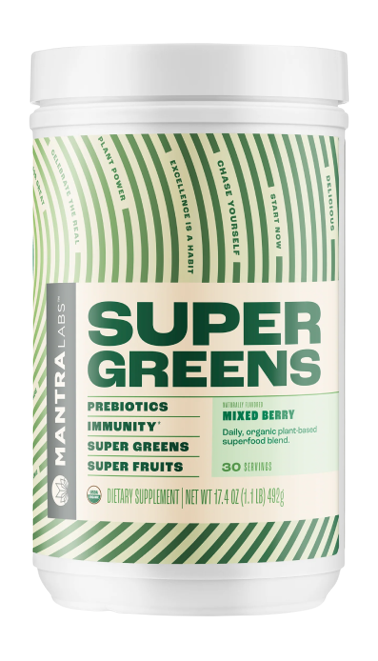 PLANT POWER
CELEBRATE THE REAL
GREAT
EXCELLENCE IS A HABIT
CHASE YOURSELF
START NOW
DELICIOUS
MANTRA LABS™
SUPER
GREENS
PREBIOTICS
IMMUNITY*
SUPER GREENS
SUPER FRUITS
NATURALLY FLAVORED
MIXED BERRY
Daily, organic plant-based
superfood blend.
30 SERVINGS
DIETARY SUPPLEMENT | NET WT 17.4 OZ (1.1 LB) 492g